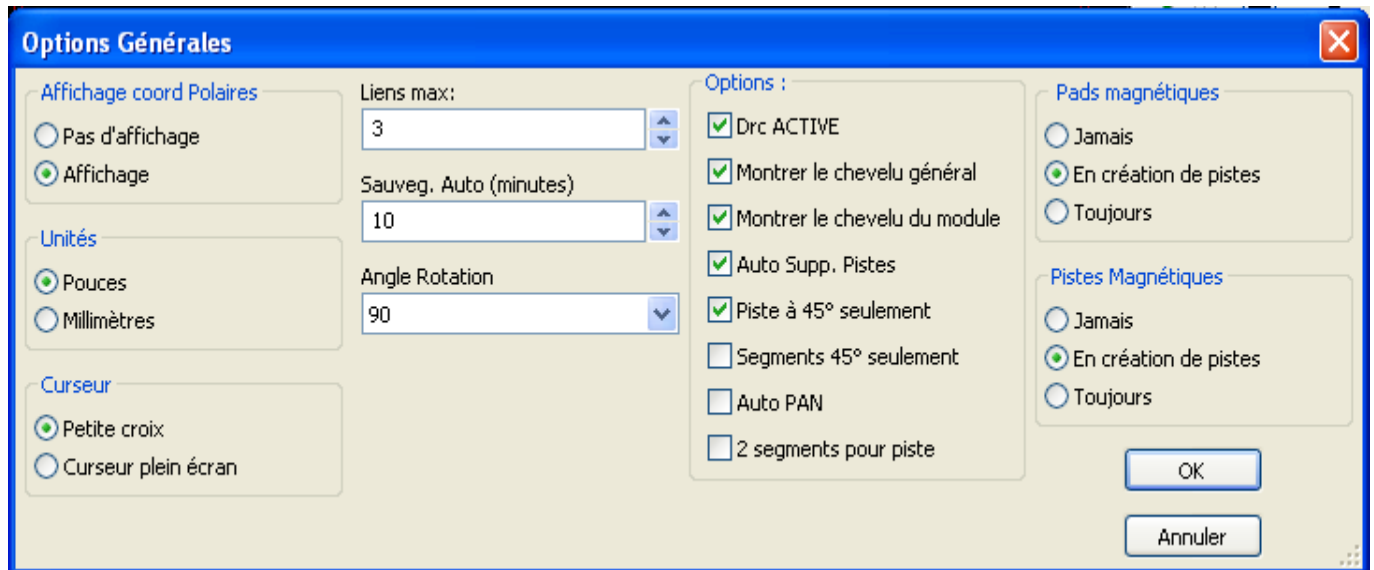 Options Générales
Affichage coord Polaires
Pas d'affichage
Affichage
Unités
Pouces
Millimètres
Curseur
Petite croix
Curseur plein écran
Liens max:
3
Sauveg. Auto (minutes)
10
Angle Rotation
90
Options :
Drc ACTIVE
Montrer le chevelu général
Montrer le chevelu du module
Auto Supp. Pistes
Piste à 45° seulement
Segments 45° seulement
Auto PAN
2 segments pour piste
Pads magnétiques
Jamais
En création de pistes
Toujours
Pistes Magnétiques
Jamais
En création de pistes
Toujours
OK
Annuler